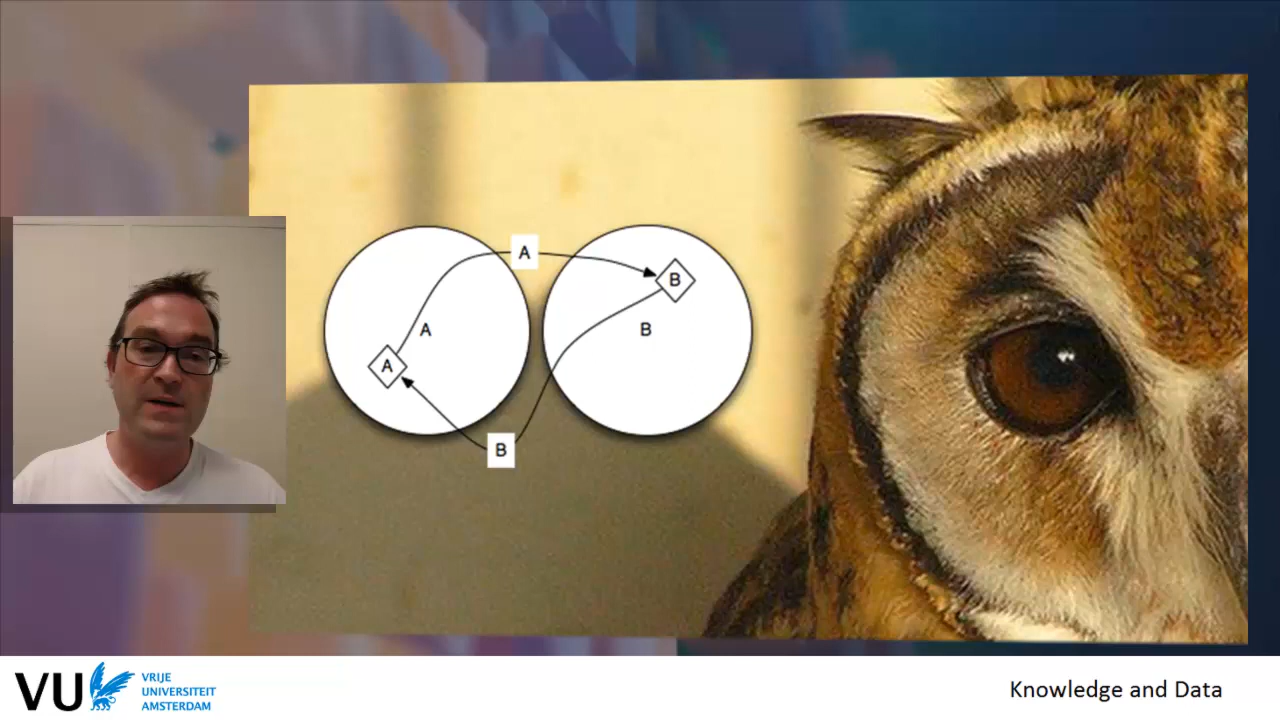 A
B
A
B
A
B
VU
VRIJE
UNIVERSITEIT
AMSTERDAM
Knowledge and Data